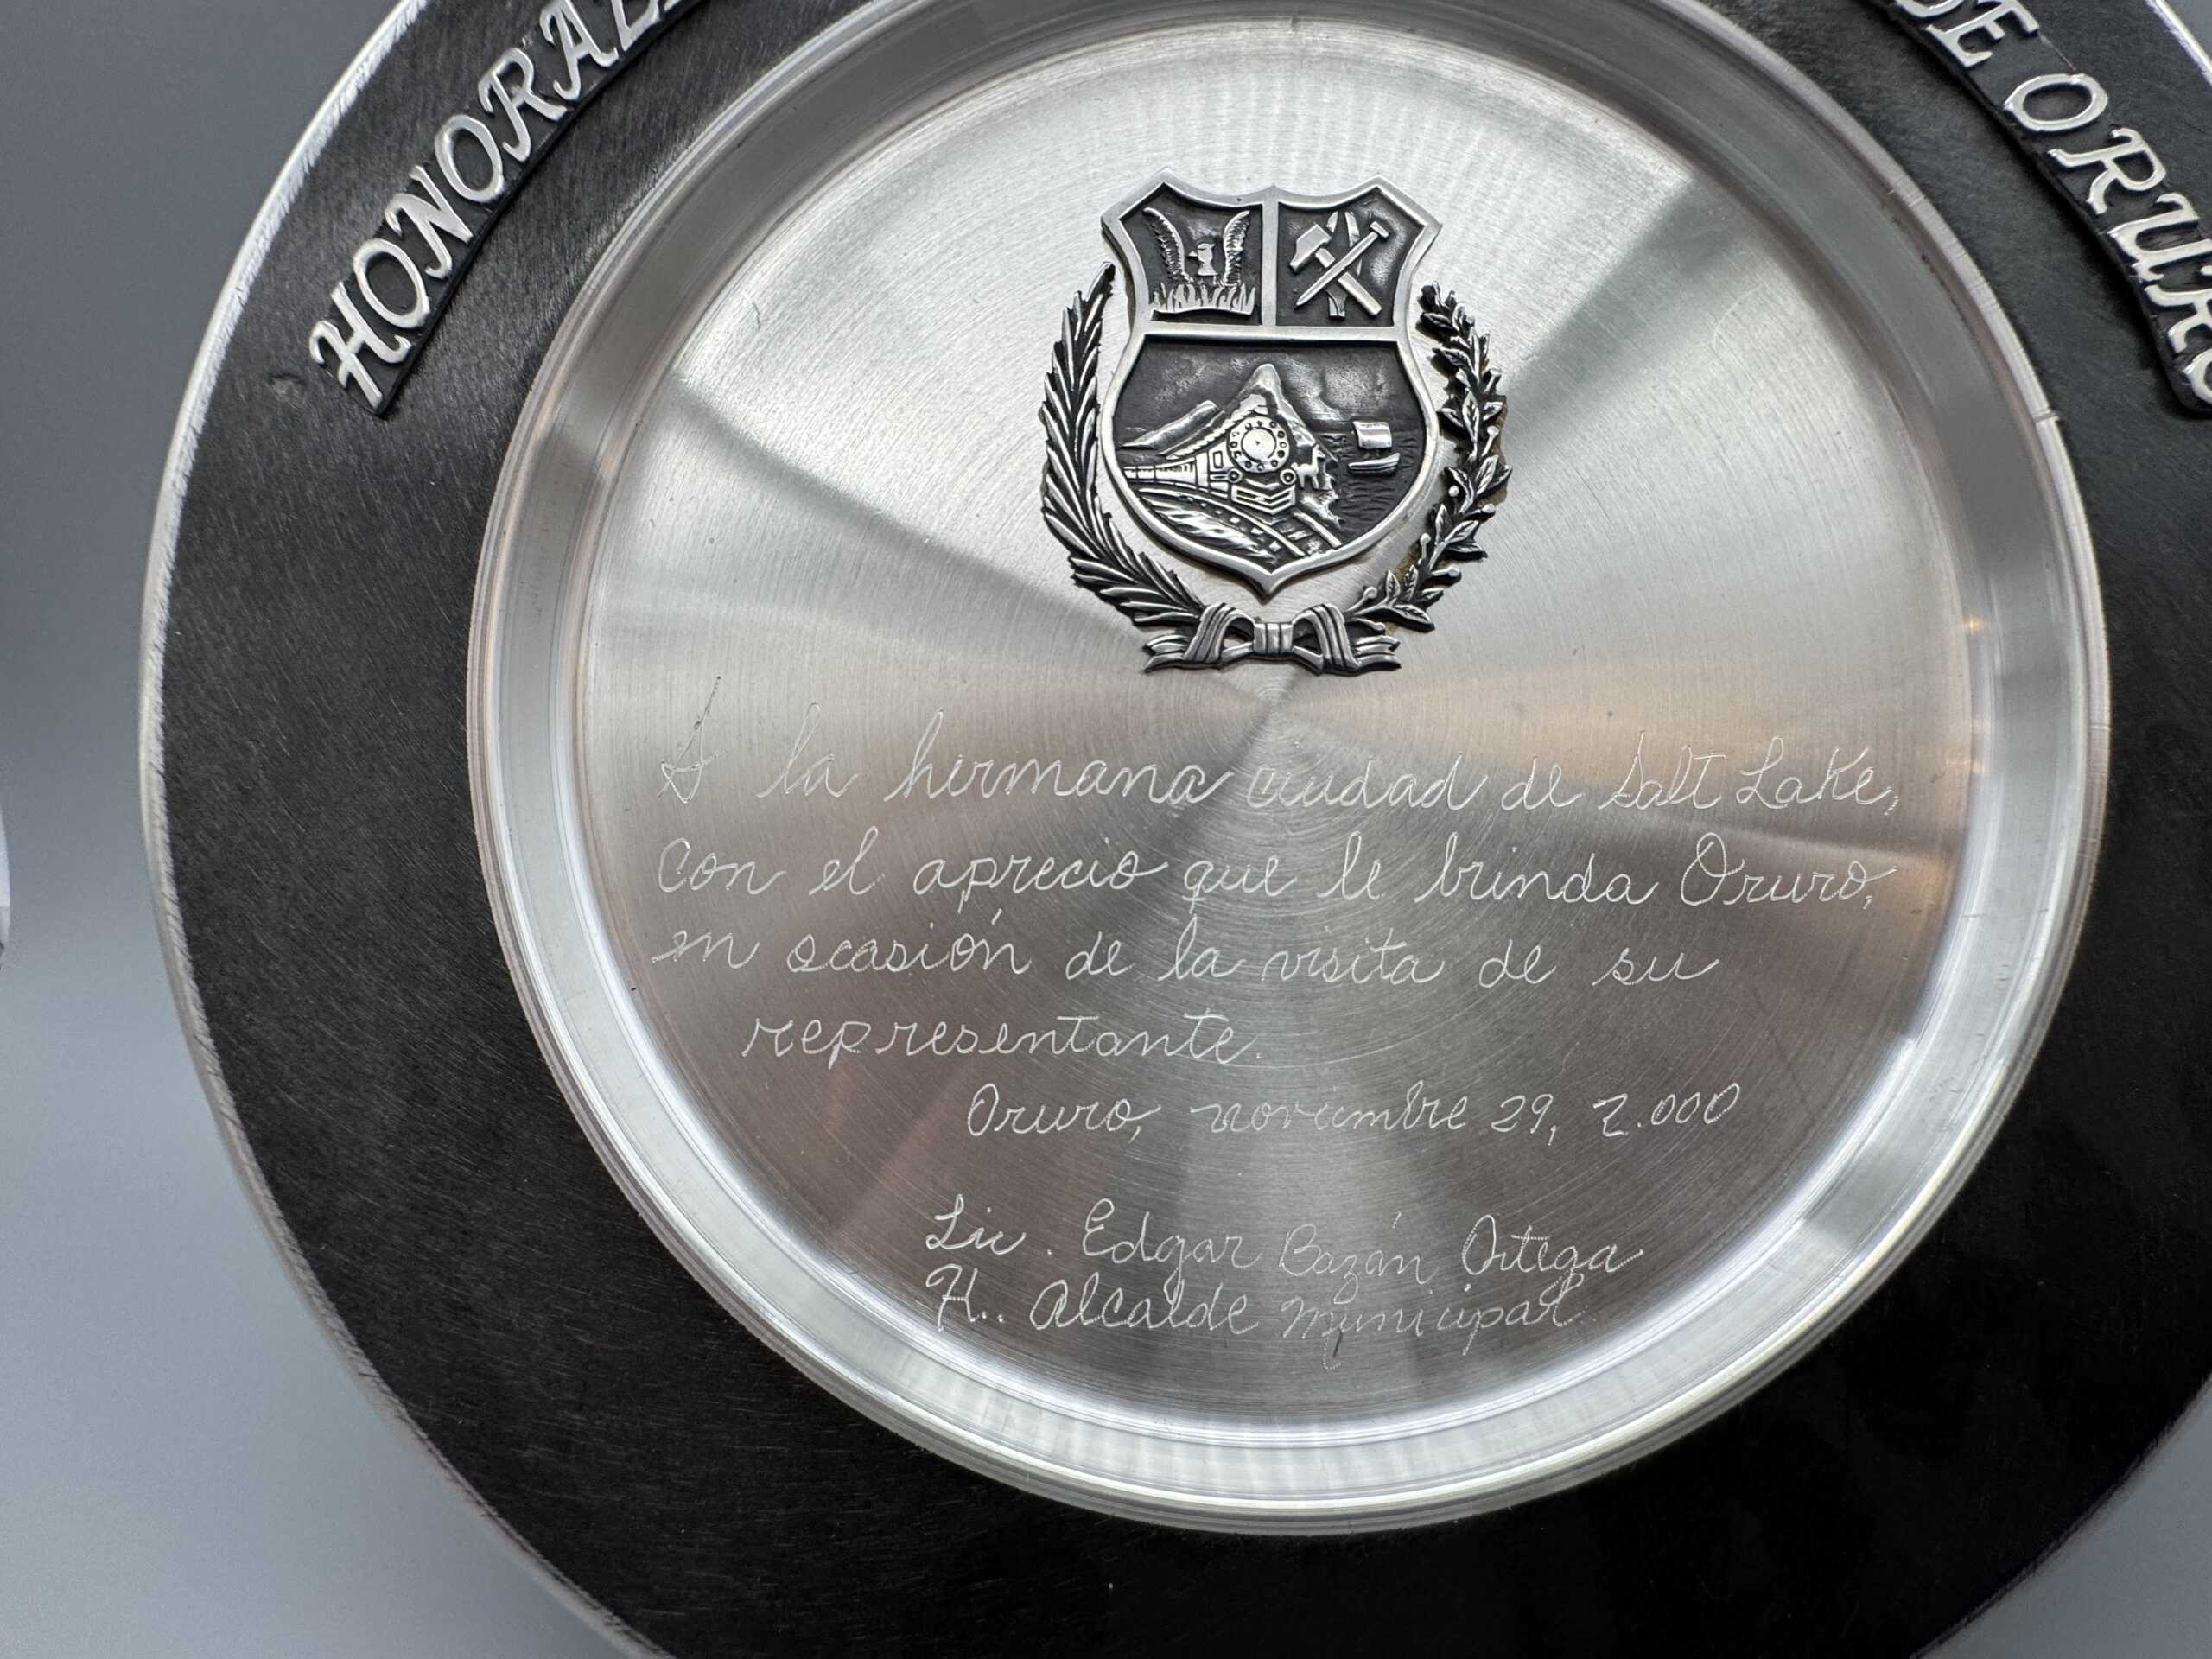 HONORAL
DE ORURO
A la hermana ciudad de Salt Lake,
con el aprecio que le brinda Oruro,
en ocasión de la visita de su
representante.
Oruro, noviembre 29, 2.000
Lic. Edgar Bazán Ortega
H.. Alcalde Municipal